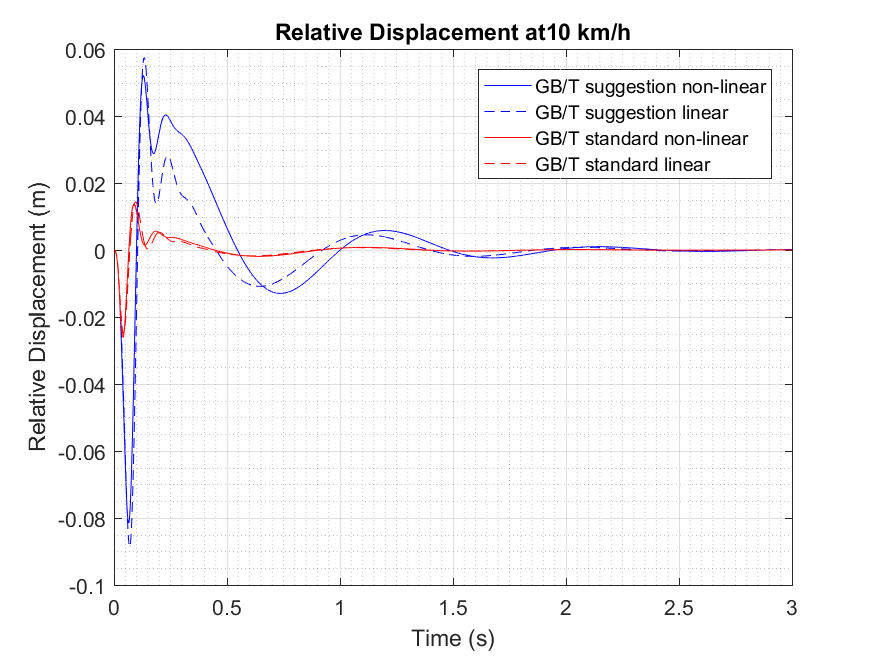 Relative Displacement at10 km/h
0.06
0.04
0.02
0
-0.02
-0.04
-0.06
-0.08
-0.1
Relative Displacement (m)
GB/T suggestion non-linear
GB/T suggestion linear
GB/T standard non-linear
GB/T standard linear
0 0.5 1 1.5 2 2.5 3
Time (s)